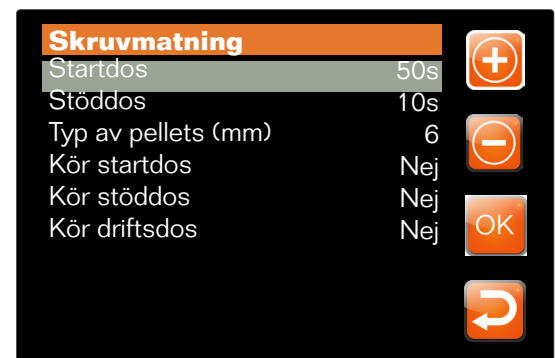 Skruvmatning
Startdos 50s
Stöddos 10s
Typ av pellets (mm) 6
Kör startdos Nej
Kör stöddos Nej
Kör driftsdos Nej
OK